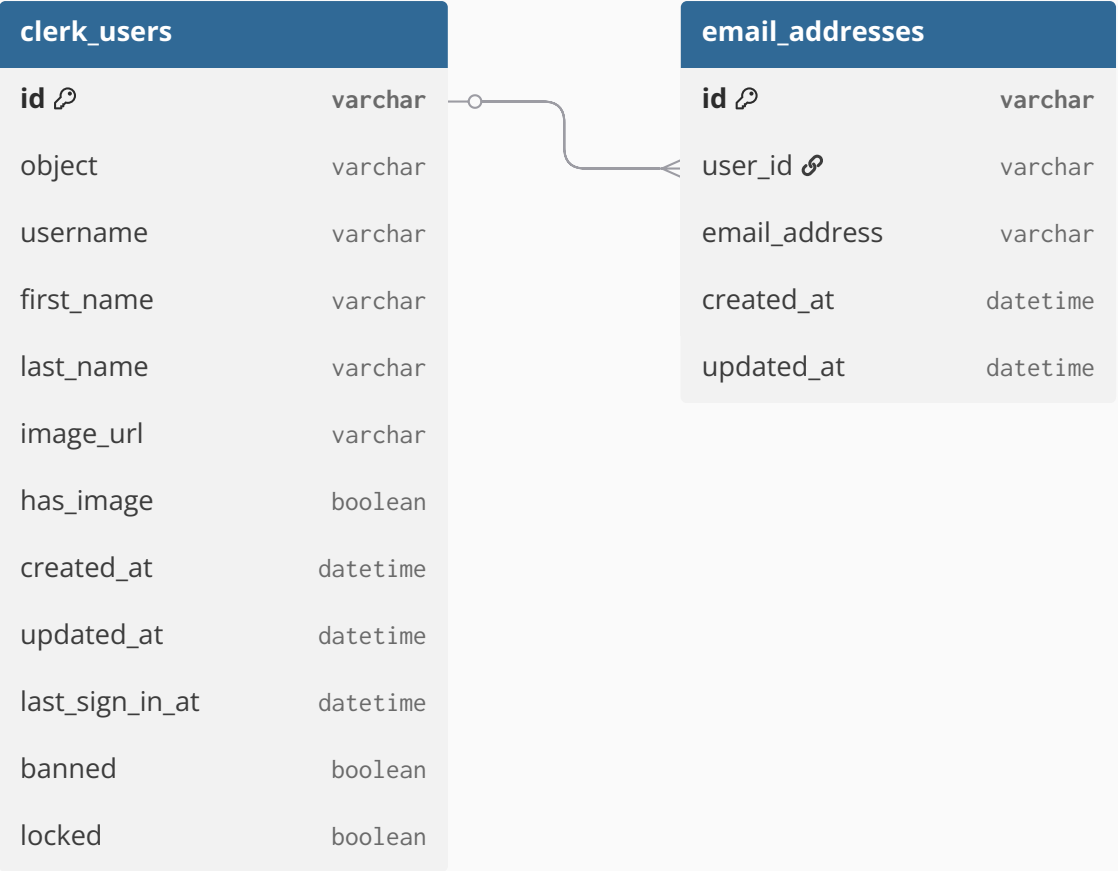 clerk_users
id varchar
object varchar
username varchar
first_name varchar
last_name varchar
image_url varchar
has_image boolean
created_at datetime
updated_at datetime
last_sign_in_at datetime
banned boolean
locked boolean
email_addresses
id varchar
user_id varchar
email_address varchar
created_at datetime
updated_at datetime